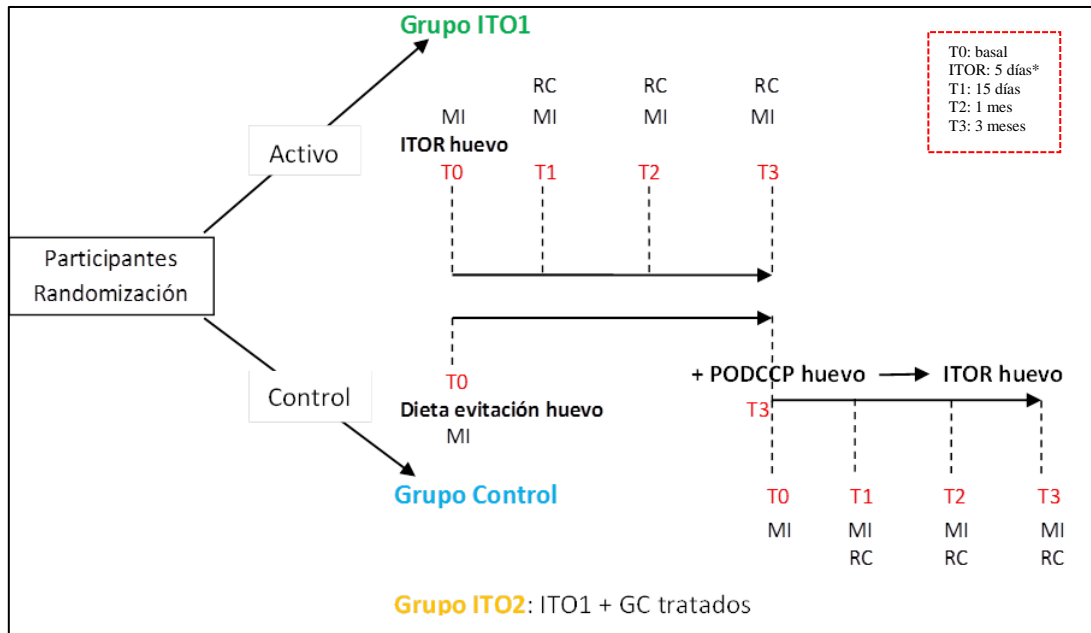 Grupo ITO1
T0: basal
ITOR: 5 días*
T1: 15 días
T2: 1 mes
T3: 3 meses
RC RC RC
MI MI MI MI
Activo
ITOR huevo
T0 T1 T2 T3
Participantes
Randomización
+ PODCCP huevo ITOR huevo
T0
Control
Dieta evitación huevo
T3
MI
Grupo Control
T0 T1 T2 T3
MI MI MI MI
RC RC RC
Grupo ITO2: ITO1 + GC tratados